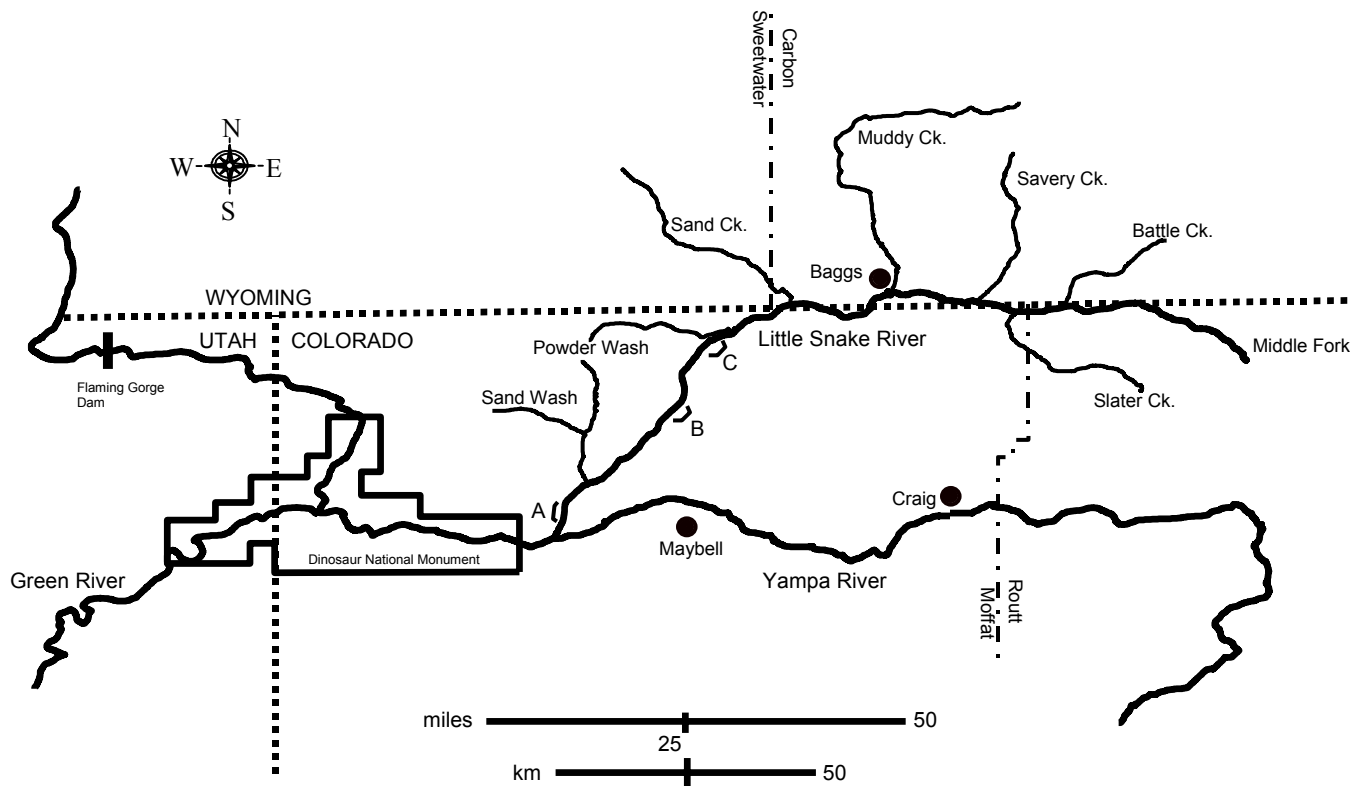 Carbon
Sweetwater
Muddy Ck.
N
W E
S
Savery Ck.
Sand Ck.
Battle Ck.
Baggs
WYOMING
UTAH COLORADO
Little Snake River
Powder Wash
C
Middle Fork
Flaming Gorge
Dam
Sand Wash
Slater Ck.
B
A
Craig
Maybell
Dinosaur National Monument
Green River
Yampa River
Routt
Moffat
miles 50
25
km 50